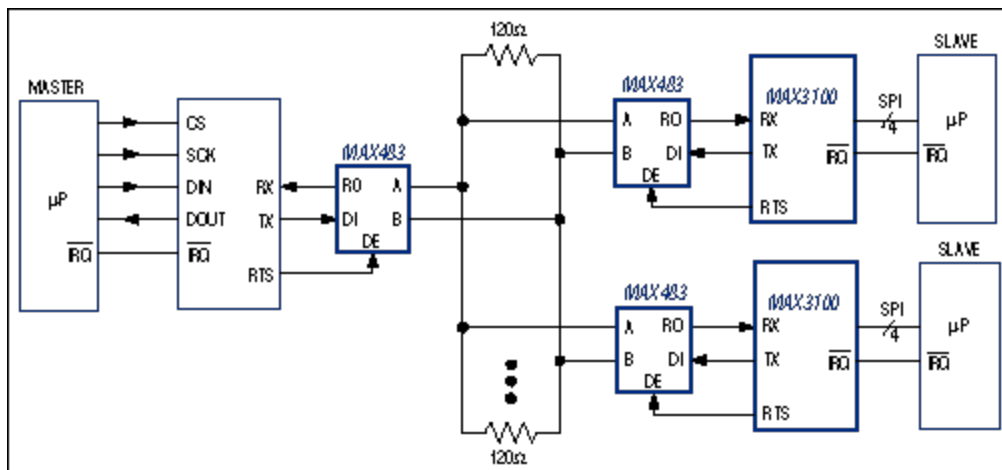 120Ω
MASTER
μP
IRQ
CS
SCK
DIN
DOUT
IRQ
RX
TX
RTS
MAX483
RO
DI
DE
A
B
MAX483
A
B
RO
DI
DE
MAX3100
RX
TX
RTS
IRQ
SPI
4
SLAVE
μP
IRQ
MAX483
A
B
RO
DI
DE
MAX3100
RX
TX
RTS
IRQ
SPI
4
SLAVE
μP
IRQ
120Ω